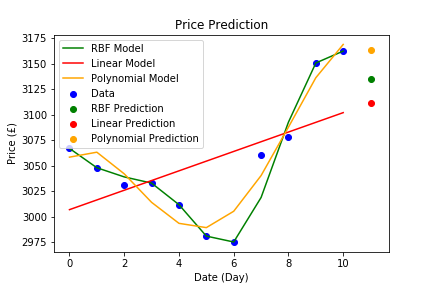 Price Prediction
3175
3150
3125
3100
3075
3050
3025
3000
2975
Price (£)
RBF Model
Linear Model
Polynomial Model
Data
RBF Prediction
Linear Prediction
Polynomial Prediction
0 2 4 6 8 10
Date (Day)